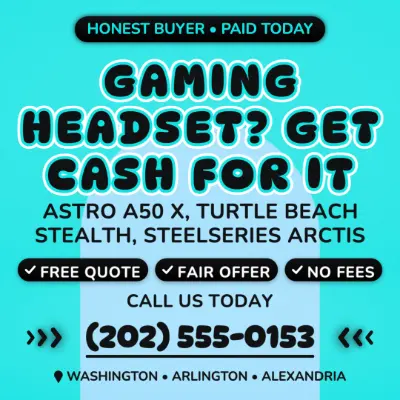 HONEST BUYER • PAID TODAY
GAMING
HEADSET? GET
CASH FOR IT
ASTRO A50 X, TURTLE BEACH
STEALTH, STEELSERIES ARCTIS
✓ FREE QUOTE ✓ FAIR OFFER ✓ NO FEES
CALL US TODAY
(202) 555-0153
WASHINGTON • ARLINGTON • ALEXANDRIA